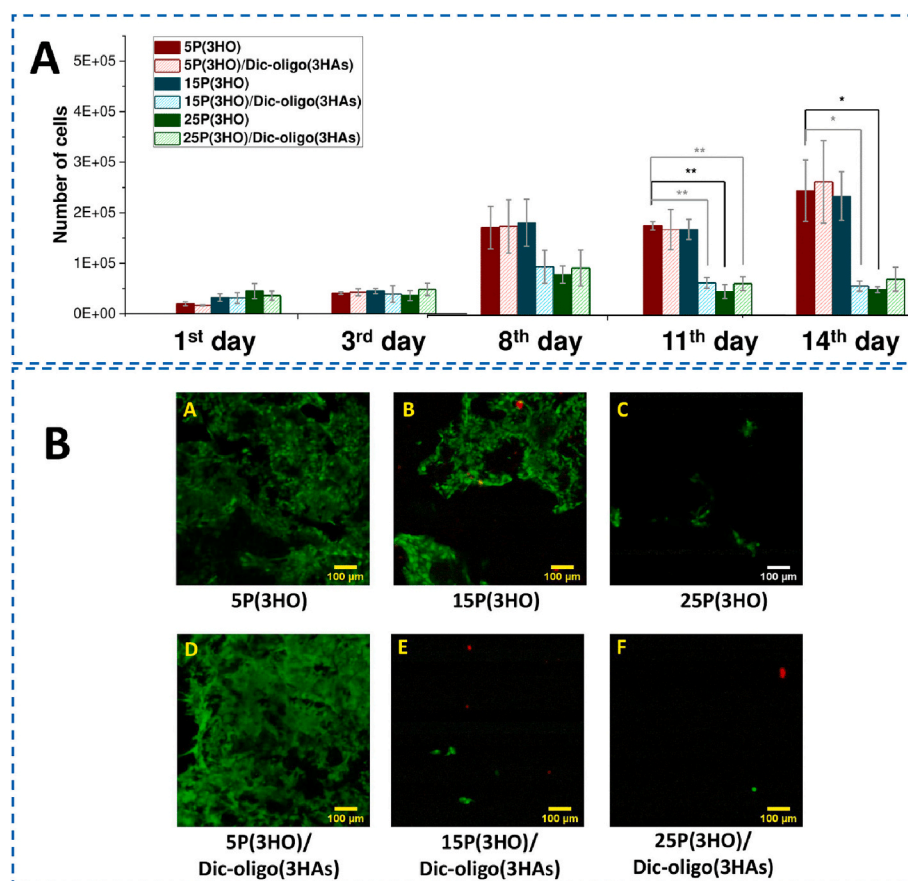 A
5P(3HO)
5P(3HO)/Dic-oligo(3HAs)
15P(3HO)
15P(3HO)/Dic-oligo(3HAs)
25P(3HO)
25P(3HO)/Dic-oligo(3HAs)
Number of cells
5E+05
4E+05
3E+05
2E+05
1E+05
0E+00
** ** **
* *
1st day 3rd day 8th day 11th day 14th day
B
A B C
100 µm 100 µm 100 µm
5P(3HO) 15P(3HO) 25P(3HO)
D E F
100 µm 100 µm 100 µm
5P(3HO)/ 15P(3HO)/ 25P(3HO)/
Dic-oligo(3HAs) Dic-oligo(3HAs) Dic-oligo(3HAs)